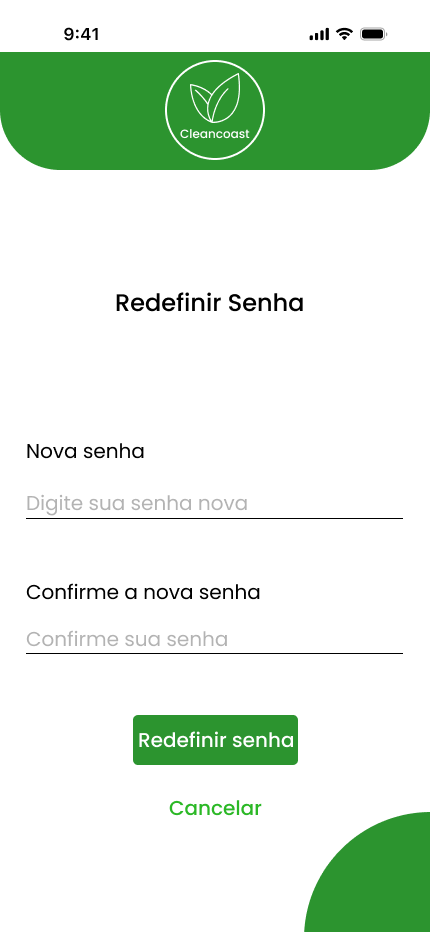 9:41
Cleancoast
Redefinir Senha
Nova senha
Digite sua senha nova
Confirme a nova senha
Confirme sua senha
Redefinir senha
Cancelar